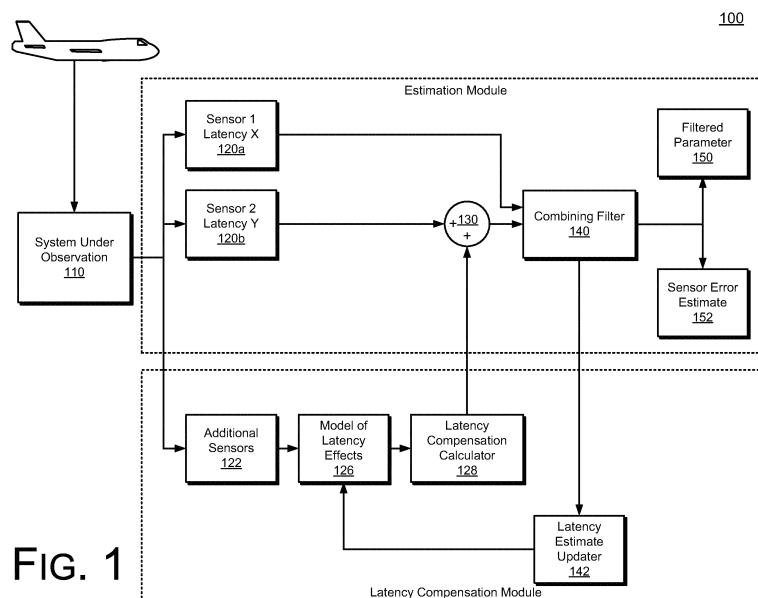 100
Estimation Module
Sensor 1
Latency X
120a
Sensor 2
Latency Y
120b
+ 130
+
Combining Filter
140
Filtered
Parameter
150
Sensor Error
Estimate
152
System Under
Observation
110
Additional
Sensors
122
Model of
Latency
Effects
126
Latency
Compensation
Calculator
128
Latency
Estimate
Updater
142
FIG. 1
Latency Compensation Module